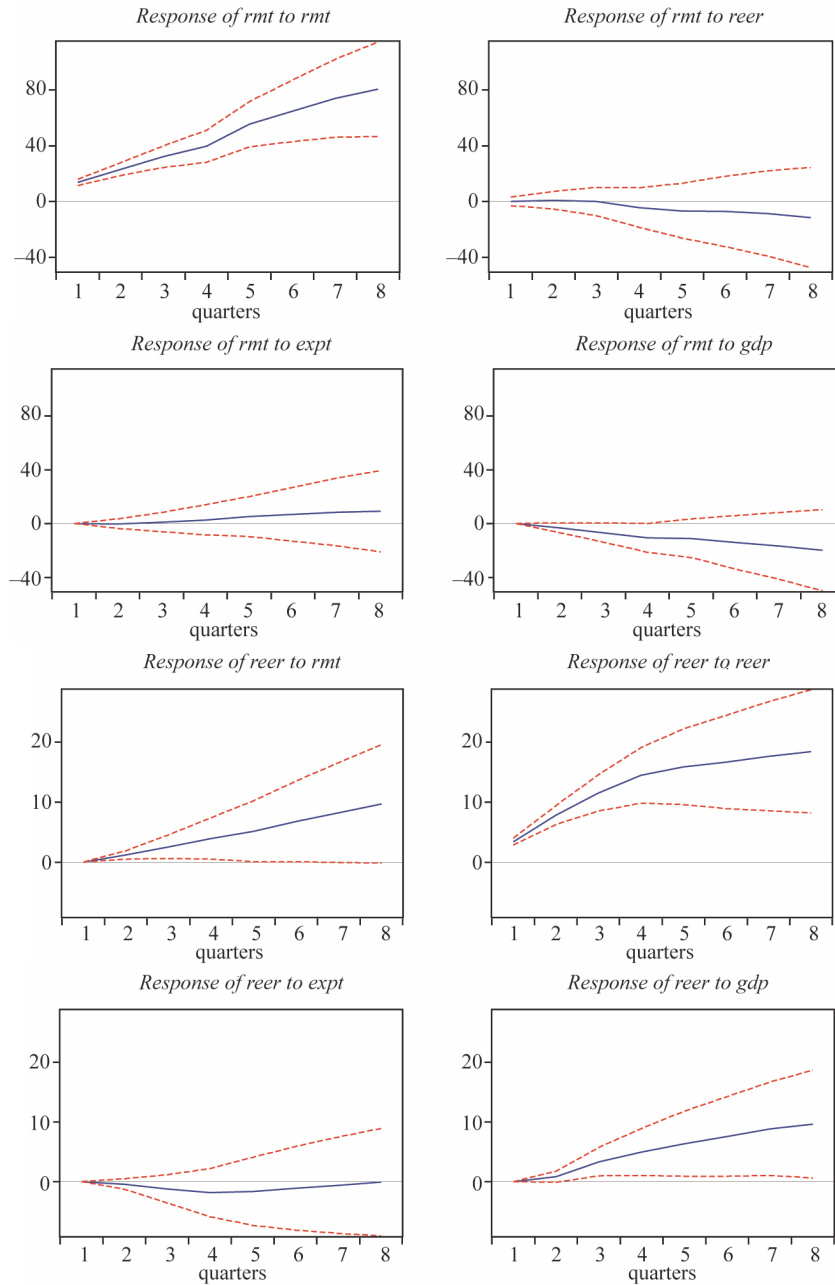 Response of rmt to rmt
80
40
0
–40
1 2 3 4 5 6 7 8
quarters
Response of rmt to reer
80
40
0
–40
1 2 3 4 5 6 7 8
quarters
Response of rmt to expt
80
40
0
–40
1 2 3 4 5 6 7 8
quarters
Response of rmt to gdp
80
40
0
–40
1 2 3 4 5 6 7 8
quarters
Response of reer to rmt
20
10
0
1 2 3 4 5 6 7 8
quarters
Response of reer to reer
20
10
0
1 2 3 4 5 6 7 8
quarters
Response of reer to expt
20
10
0
1 2 3 4 5 6 7 8
quarters
Response of reer to gdp
20
10
0
1 2 3 4 5 6 7 8
quarters